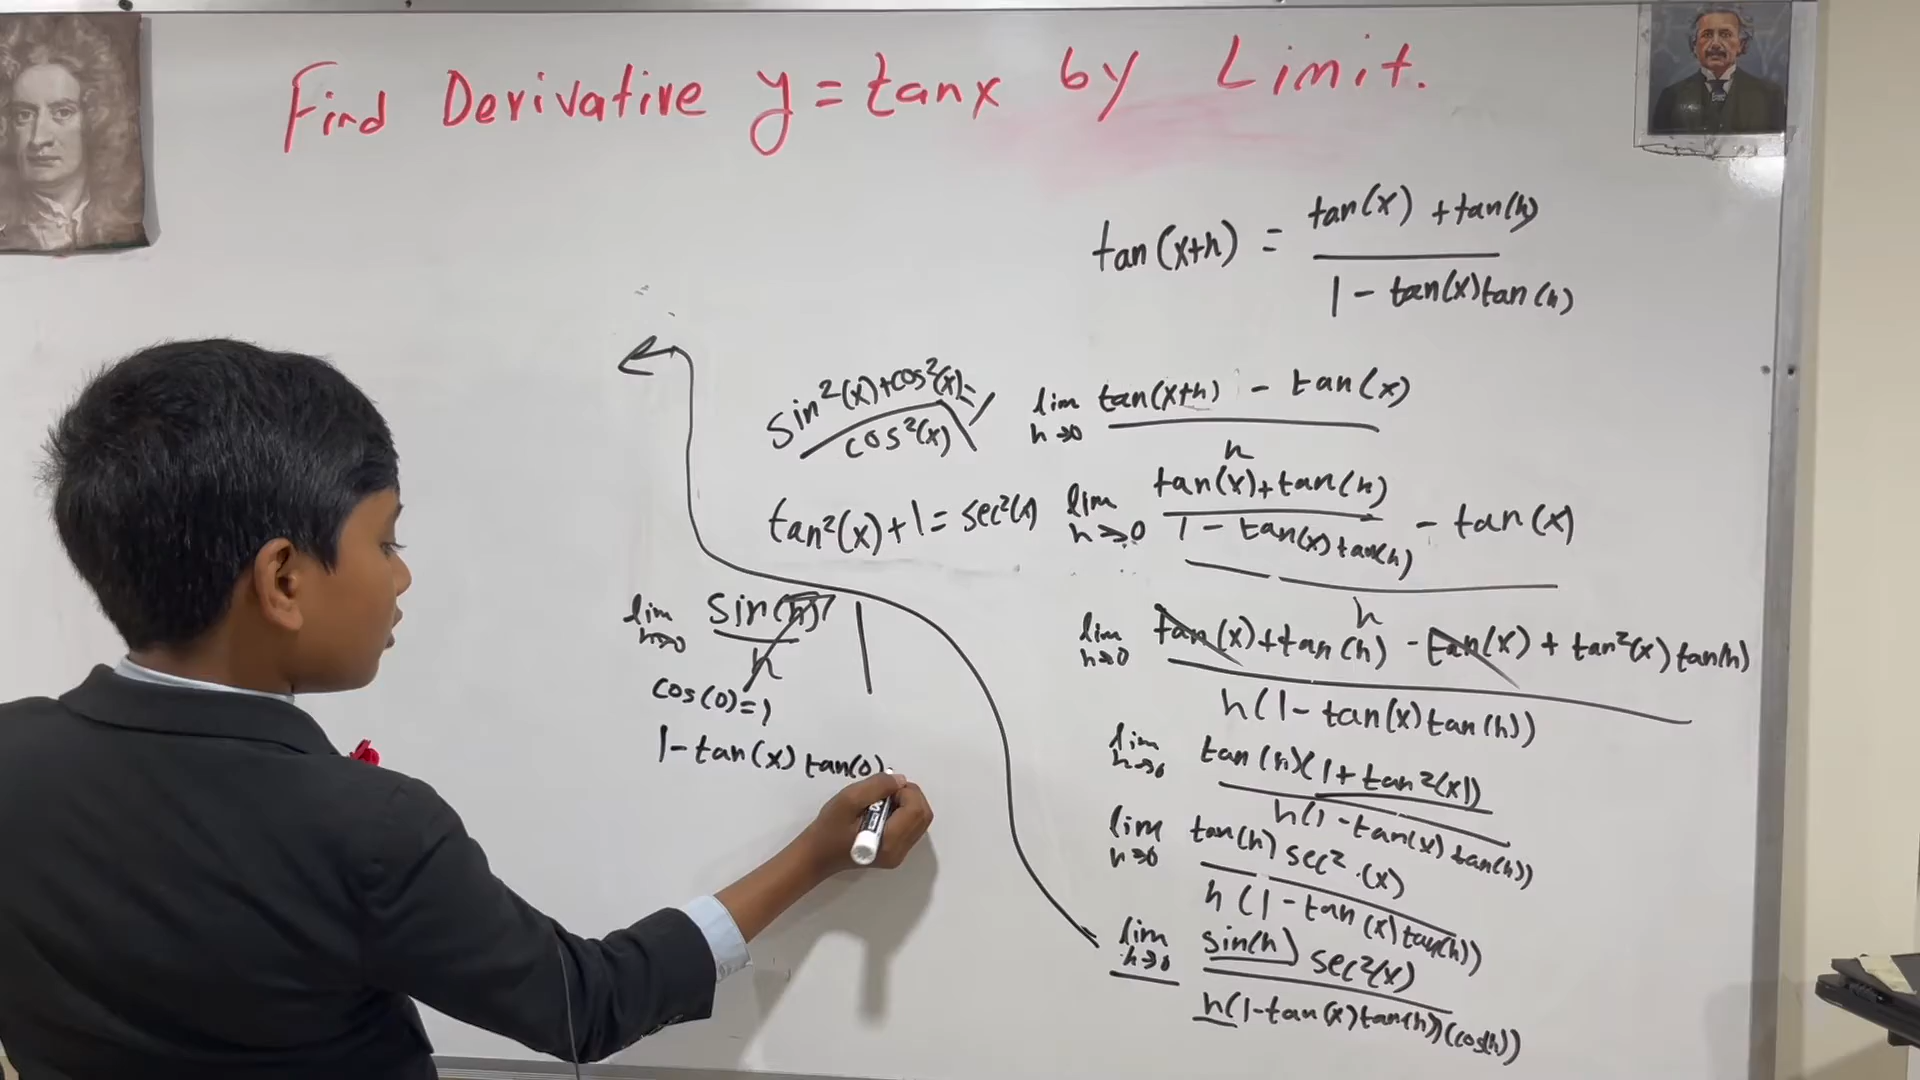 Find Derivative y = tanx by Limit.
tan(x+h) = tan(x) + tan(h)
1 - tan(x)tan(h)
sin²(x)+cos²(x)=1
cos²(x)
tan²(x)+1 = sec²(x)
lim h→0 tan(x+h) - tan(x)
h
lim h→0 tan(x)+tan(h)
1 - tan(x)tan(h)
- tan(x)
h
lim h→0 tan(x)+tan(h) - tan(x) + tan²(x)tan(h)
h(1 - tan(x)tan(h))
lim h→0 tan(h)(1+tan²(x))
h(1 - tan(x)tan(h))
lim h→0 tan(h) sec²·(x)
h(1 - tan(x)tan(h))
lim h→0 sin(h) sec²(x)
h(1-tan(x)tan(h))(cos(h))
lim h→0 sin(h)
h
1
cos(0)=1
1-tan(x)tan(0)